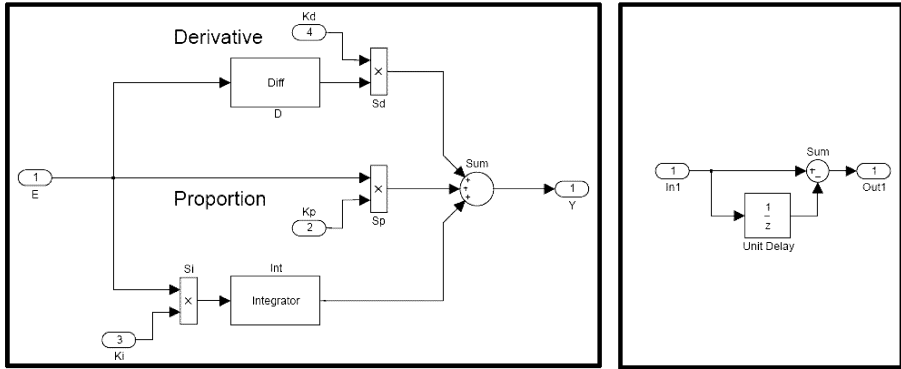 Kd
4
Derivative
Diff
D
×
Sd
1
E
Sum
+
+
+
1
Y
×
Sp
Proportion
Kp
2
Si
×
Int
Integrator
3
Ki
1
In1
Sum
+
−
1
Out1
1
z
Unit Delay